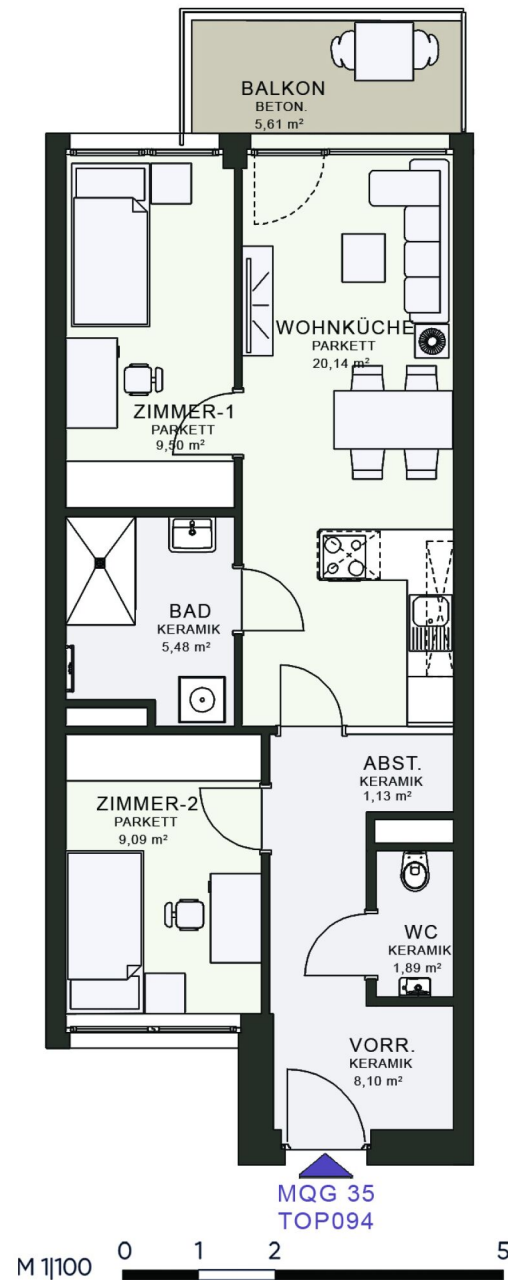 BALKON
BETON.
5,61 m²
WOHNKÜCHE
PARKETT
20,14 m²
ZIMMER-1
PARKETT
9,50 m²
BAD
KERAMIK
5,48 m²
ABST.
KERAMIK
1,13 m²
ZIMMER-2
PARKETT
9,09 m²
WC
KERAMIK
1,89 m²
VORR.
KERAMIK
8,10 m²
MQG 35
TOP094
M 1|100
0 1 2 5